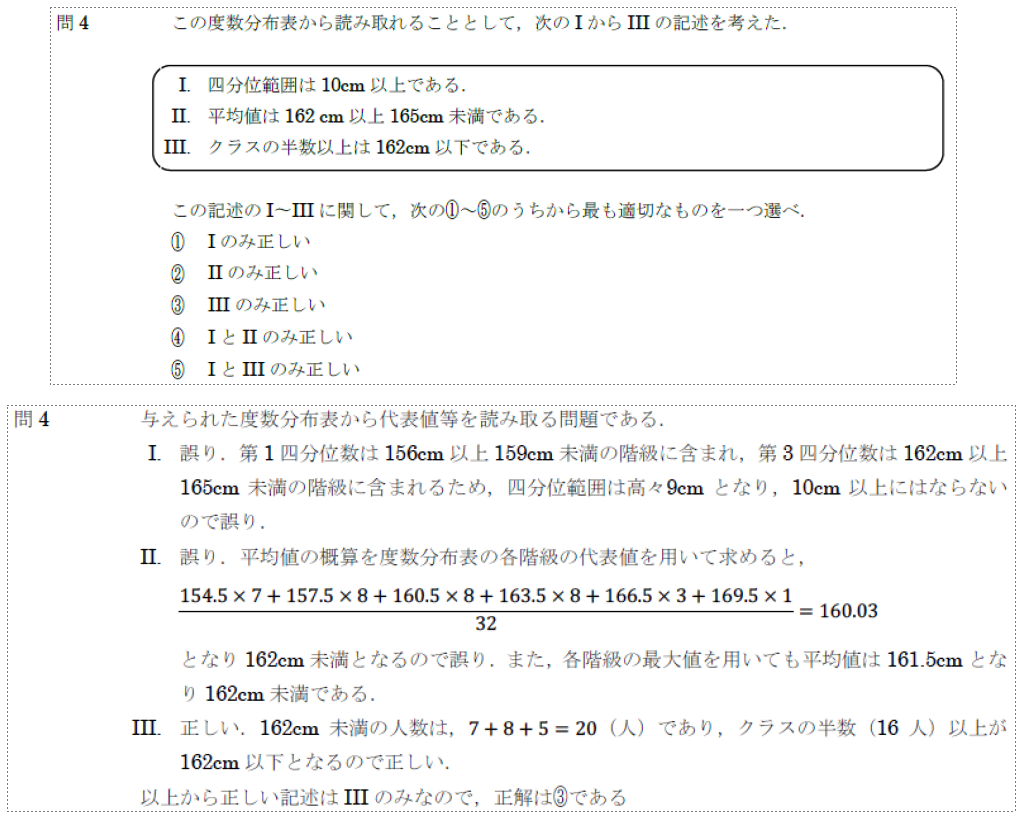 問 4 この度数分布表から読み取れることとして，次の I から III の記述を考えた．
I. 四分位範囲は 10cm 以上である．
II. 平均値は 162 cm 以上 165cm 未満である．
III. クラスの半数以上は 162cm 以下である．
この記述の I～III に関して，次の①～⑤のうちから最も適切なものを一つ選べ．
① I のみ正しい
② II のみ正しい
③ III のみ正しい
④ I と II のみ正しい
⑤ I と III のみ正しい
問 4 与えられた度数分布表から代表値等を読み取る問題である．
I. 誤り．第 1 四分位数は 156cm 以上 159cm 未満の階級に含まれ，第 3 四分位数は 162cm 以上
165cm 未満の階級に含まれるため，四分位範囲は高々9cm となり，10cm 以上にはならない
ので誤り．
II. 誤り．平均値の概算を度数分布表の各階級の代表値を用いて求めると，
154.5 × 7 + 157.5 × 8 + 160.5 × 8 + 163.5 × 8 + 166.5 × 3 + 169.5 × 1
32
= 160.03
となり 162cm 未満となるので誤り．また，各階級の最大値を用いても平均値は 161.5cm とな
り 162cm 未満である．
III. 正しい．162cm 未満の人数は，7 + 8 + 5 = 20（人）であり，クラスの半数（16 人）以上が
162cm 以下となるので正しい．
以上から正しい記述は III のみなので，正解は③である